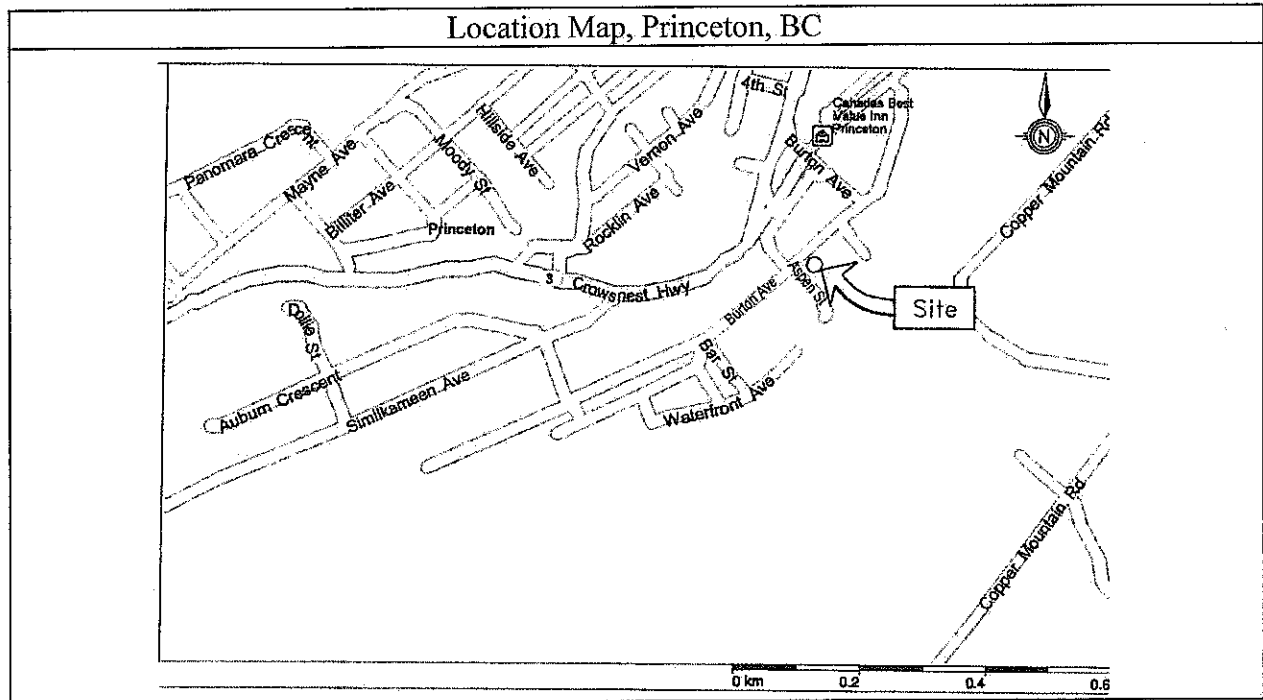 Location Map, Princeton, BC
4th St
Canadas Best
Value Inn
Princeton
Panomara Crescent
Mayne Ave
Billiter Ave
Moody St
Hillside Ave
Vernon Ave
Rocklin Ave
Burton Ave
N
Copper Mountain Rd
Princeton
3
Crowsnest Hwy
Burton Ave
Aspen St
Site
Dollie St
Auburn Crescent
Similkameen Ave
Bar St
Waterfront Ave
Copper Mountain Rd
0 km
0.2
0.4
0.6